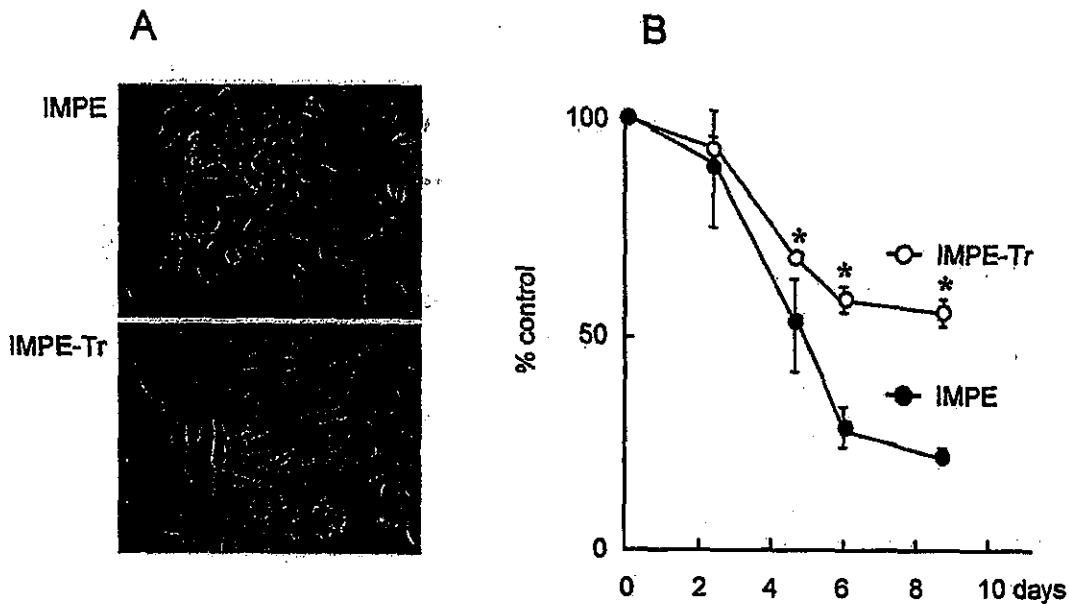 A
B
IMPE
IMPE-Tr
% control
100
50
0
* * *
IMPE-Tr
IMPE
0 2 4 6 8 10 days